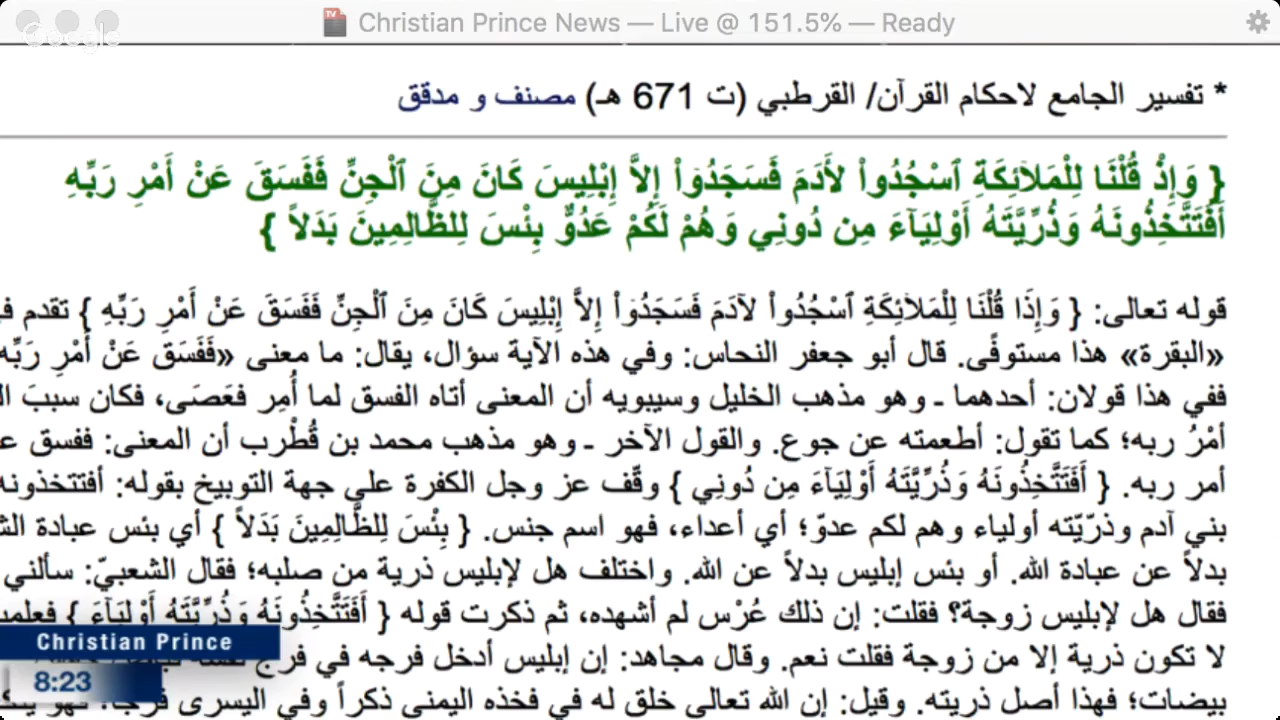 Google
Christian Prince News — Live @ 151.5% — Ready
* تفسير الجامع لاحكام القرآن/ القرطبي (ت 671 هـ) مصنف و مدقق
{ وَإِذْ قُلْنَا لِلْمَلاَئِكَةِ ٱسْجُدُواْ لأَدَمَ فَسَجَدُوۤاْ إِلاَّ إِبْلِيسَ كَانَ مِنَ ٱلْجِنِّ فَفَسَقَ عَنْ أَمْرِ رَبِّهِ
أَفَتَتَّخِذُونَهُ وَذُرِّيَّتَهُ أَوْلِيَآءَ مِن دُونِي وَهُمْ لَكُمْ عَدُوٌّ بِئْسَ لِلظَّالِمِينَ بَدَلاً }
قوله تعالى: { وَإِذَا قُلْنَا لِلْمَلاَئِكَةِ ٱسْجُدُواْ لآدَمَ فَسَجَدُوۤاْ إِلاَّ إِبْلِيسَ كَانَ مِنَ ٱلْجِنِّ فَفَسَقَ عَنْ أَمْرِ رَبِّهِ } تقدم
«البقرة» هذا مستوفًى. قال أبو جعفر النحاس: وفي هذه الآية سؤال، يقال: ما معنى «فَفَسَقَ عَنْ أَمْرِ رَبِّه
ففي هذا قولان: أحدهما ـ وهو مذهب الخليل وسيبويه أن المعنى أتاه الفسق لما أُمِر فعَصَى، فكان سببَ
أمْرُ ربه؛ كما تقول: أطعمته عن جوع. والقول الآخر ـ وهو مذهب محمد بن قُطْرب أن المعنى: ففسق
أمر ربه. { أَفَتَتَّخِذُونَهُ وَذُرِّيَّتَهُ أَوْلِيَآءَ مِن دُونِي } وقّف عز وجل الكفرة على جهة التوبيخ بقوله: أفتتخذونه
بني آدم وذرّيّته أولياء وهم لكم عدوّ؛ أي أعداء، فهو اسم جنس. { بِئْسَ لِلظَّالِمِينَ بَدَلاً } أي بئس عبادة
بدلاً عن عبادة الله. أو بئس إبليس بدلاً عن الله. واختلف هل لإبليس ذرية من صلبه؛ فقال الشعبيّ: سألني
فقال هل لإبليس زوجة؟ فقلت: إن ذلك عُرْس لم أشهده، ثم ذكرت قوله { أَفَتَتَّخِذُونَهُ وَذُرِّيَّتَهُ أَوْلِيَآءَ }
لا تكون ذرية إلا من زوجة فقلت نعم. وقال مجاهد: إن إبليس أدخل فرجه في فرج
بيضات؛ فهذا أصل ذريته. وقيل: إن الله تعالى خلق له في فخذه اليمنى ذكراً وفي اليسرى
Christian Prince
8:23